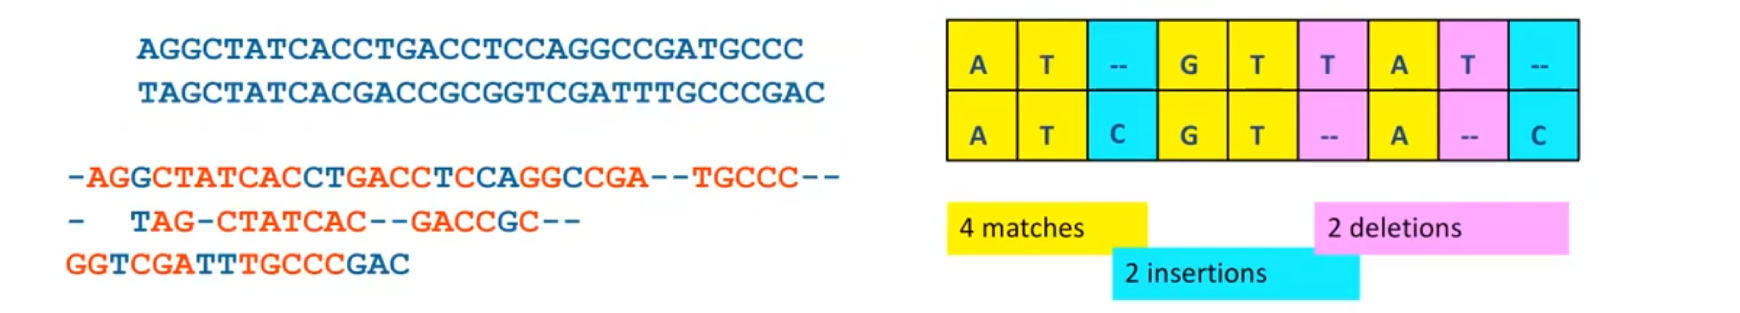 AGGCTATCACCTGACCTCCAGGCCGATGCCC
TAGCTATCACGACCGCGGTCGATTTGCCCGAC
-AGGCTATCACCTGACCTCCAGGCCGA--TGCCC--
- TAG-CTATCAC--GACCGC--
GGTCGATTTGCCCGAC
A T -- G T T A T --
A T C G T -- A -- C
4 matches
2 deletions
2 insertions